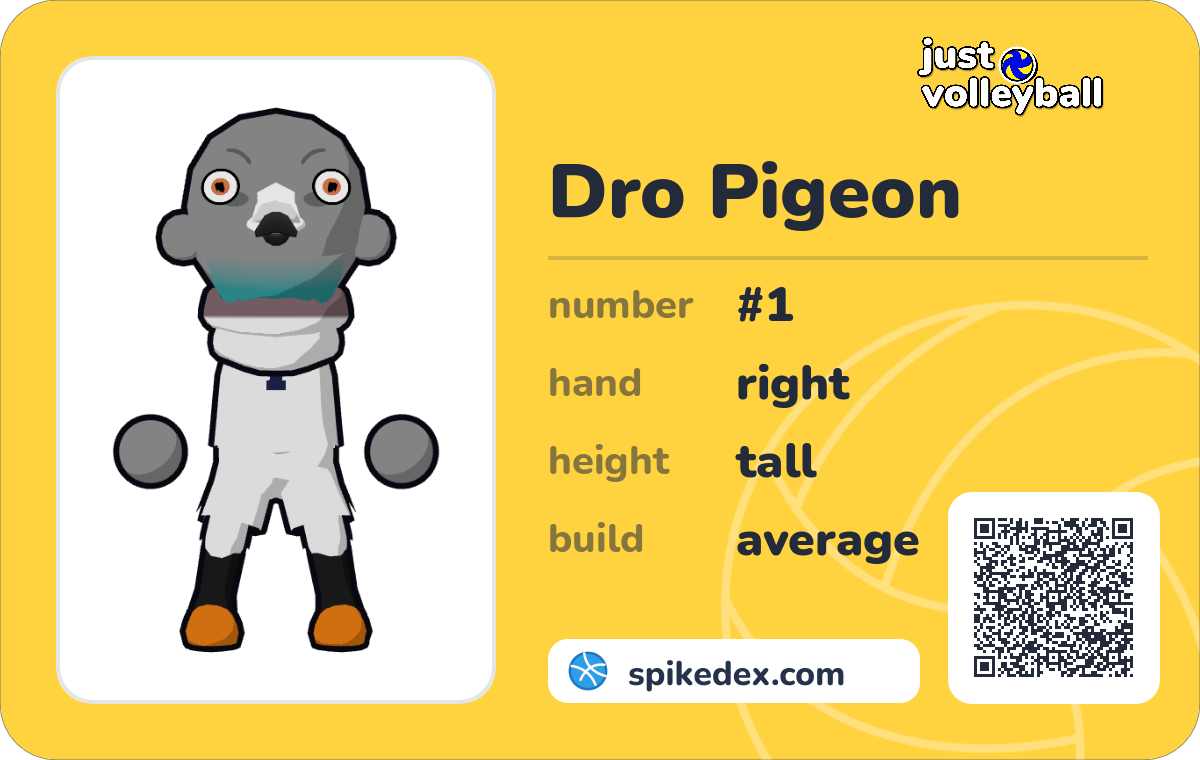 just
volleyball
Dro Pigeon
number #1
hand right
height tall
build average
spikedex.com